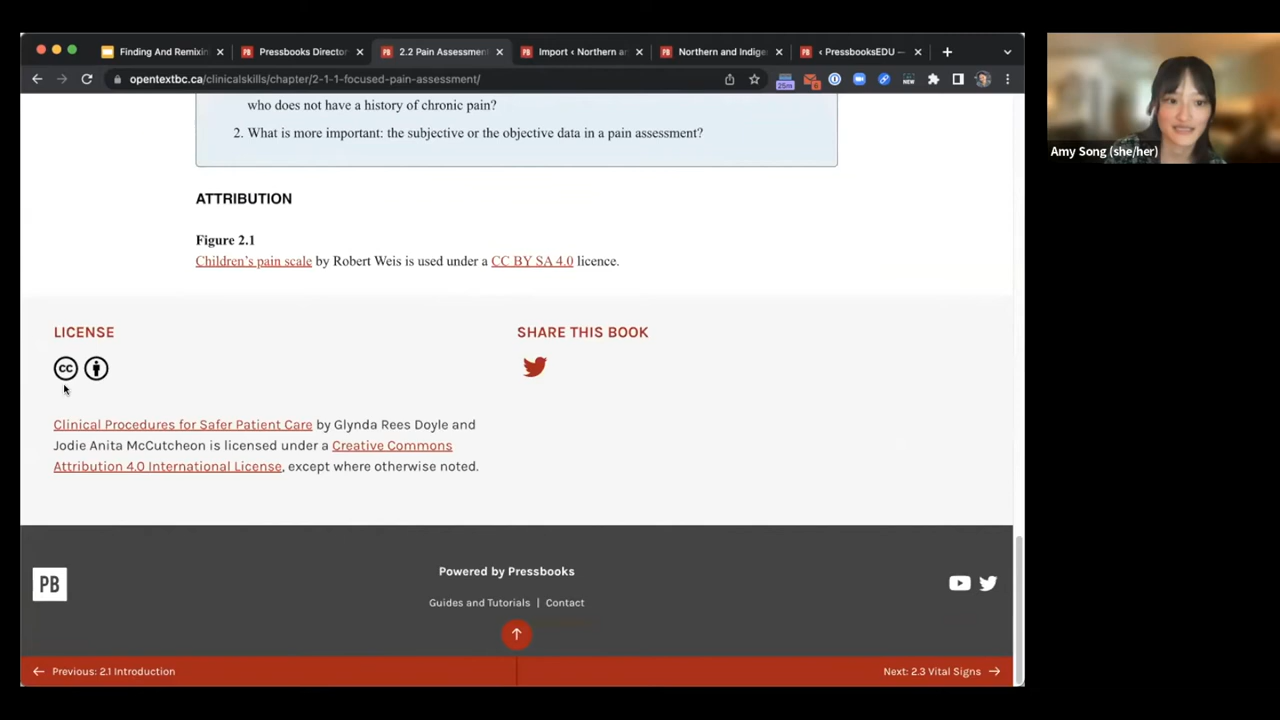 Finding And Remixin
Pressbooks Director
2.2 Pain Assessment
Import ‹ Northern an
Northern and Indige
‹ PressbooksEDU —
opentextbc.ca/clinicalskills/chapter/2-1-1-focused-pain-assessment/
25m
6
NEW
who does not have a history of chronic pain?
2. What is more important: the subjective or the objective data in a pain assessment?
ATTRIBUTION
Figure 2.1
Children's pain scale by Robert Weis is used under a CC BY SA 4.0 licence.
LICENSE
SHARE THIS BOOK
cc
Clinical Procedures for Safer Patient Care by Glynda Rees Doyle and
Jodie Anita McCutcheon is licensed under a Creative Commons
Attribution 4.0 International License, except where otherwise noted.
PB
Powered by Pressbooks
Guides and Tutorials | Contact
← Previous: 2.1 Introduction
Next: 2.3 Vital Signs →
Amy Song (she/her)